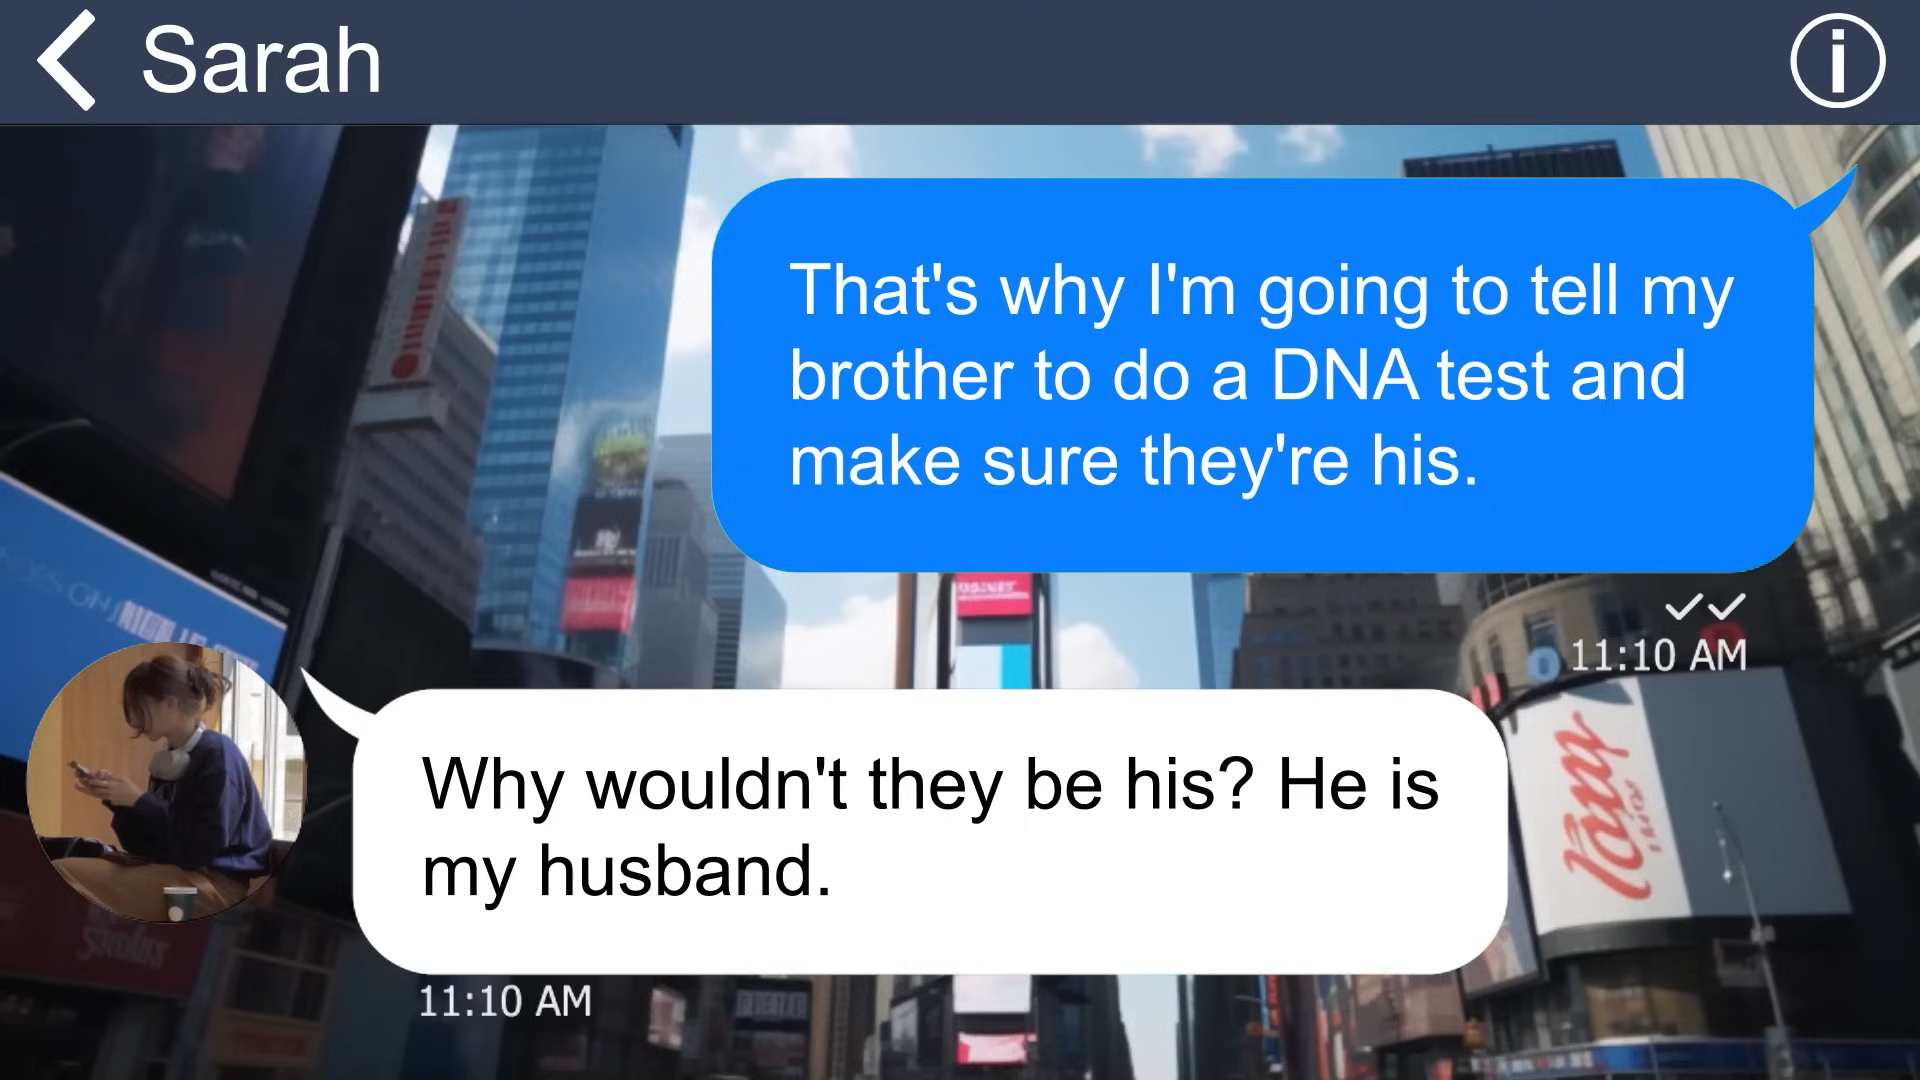 Sarah
That's why I'm going to tell my
brother to do a DNA test and
make sure they're his.
11:10 AM
Why wouldn't they be his? He is
my husband.
11:10 AM